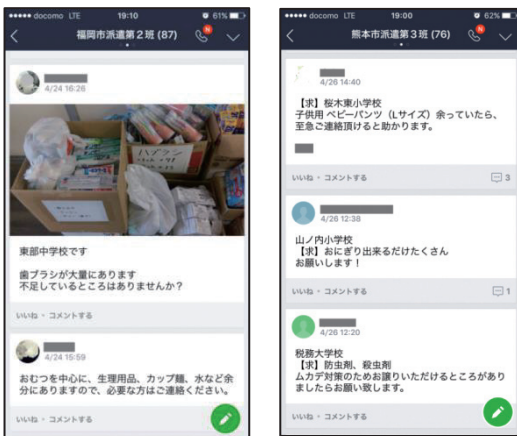 docomo LTE 19:10 61%
福岡市派遣第2班 (87)
N
4/24 16:26
ハブラシ
東部中学校です
歯ブラシが大量にあります
不足しているところはありませんか?
いいね・コメントする
4/24 15:59
おむつを中心に、生理用品、カップ麺、水など余
分にありますので、必要な方はご連絡ください。
いいね・コメントする
docomo LTE 19:00 62%
熊本市派遣第3班 (76)
N
4/26 14:40
【求】桜木東小学校
子供用 ベビーパンツ(Lサイズ)余っていたら、
至急ご連絡頂けると助かります。
いいね・コメントする 3
4/26 12:38
山ノ内小学校
【求】おにぎり出来るだけたくさん
お願いします!
いいね・コメントする 1
4/26 12:20
税務大学校
【求】防虫剤、殺虫剤
ムカデ対策のためお譲りいただけるところがあり
ましたらお願い致します。
いいね・コメントする